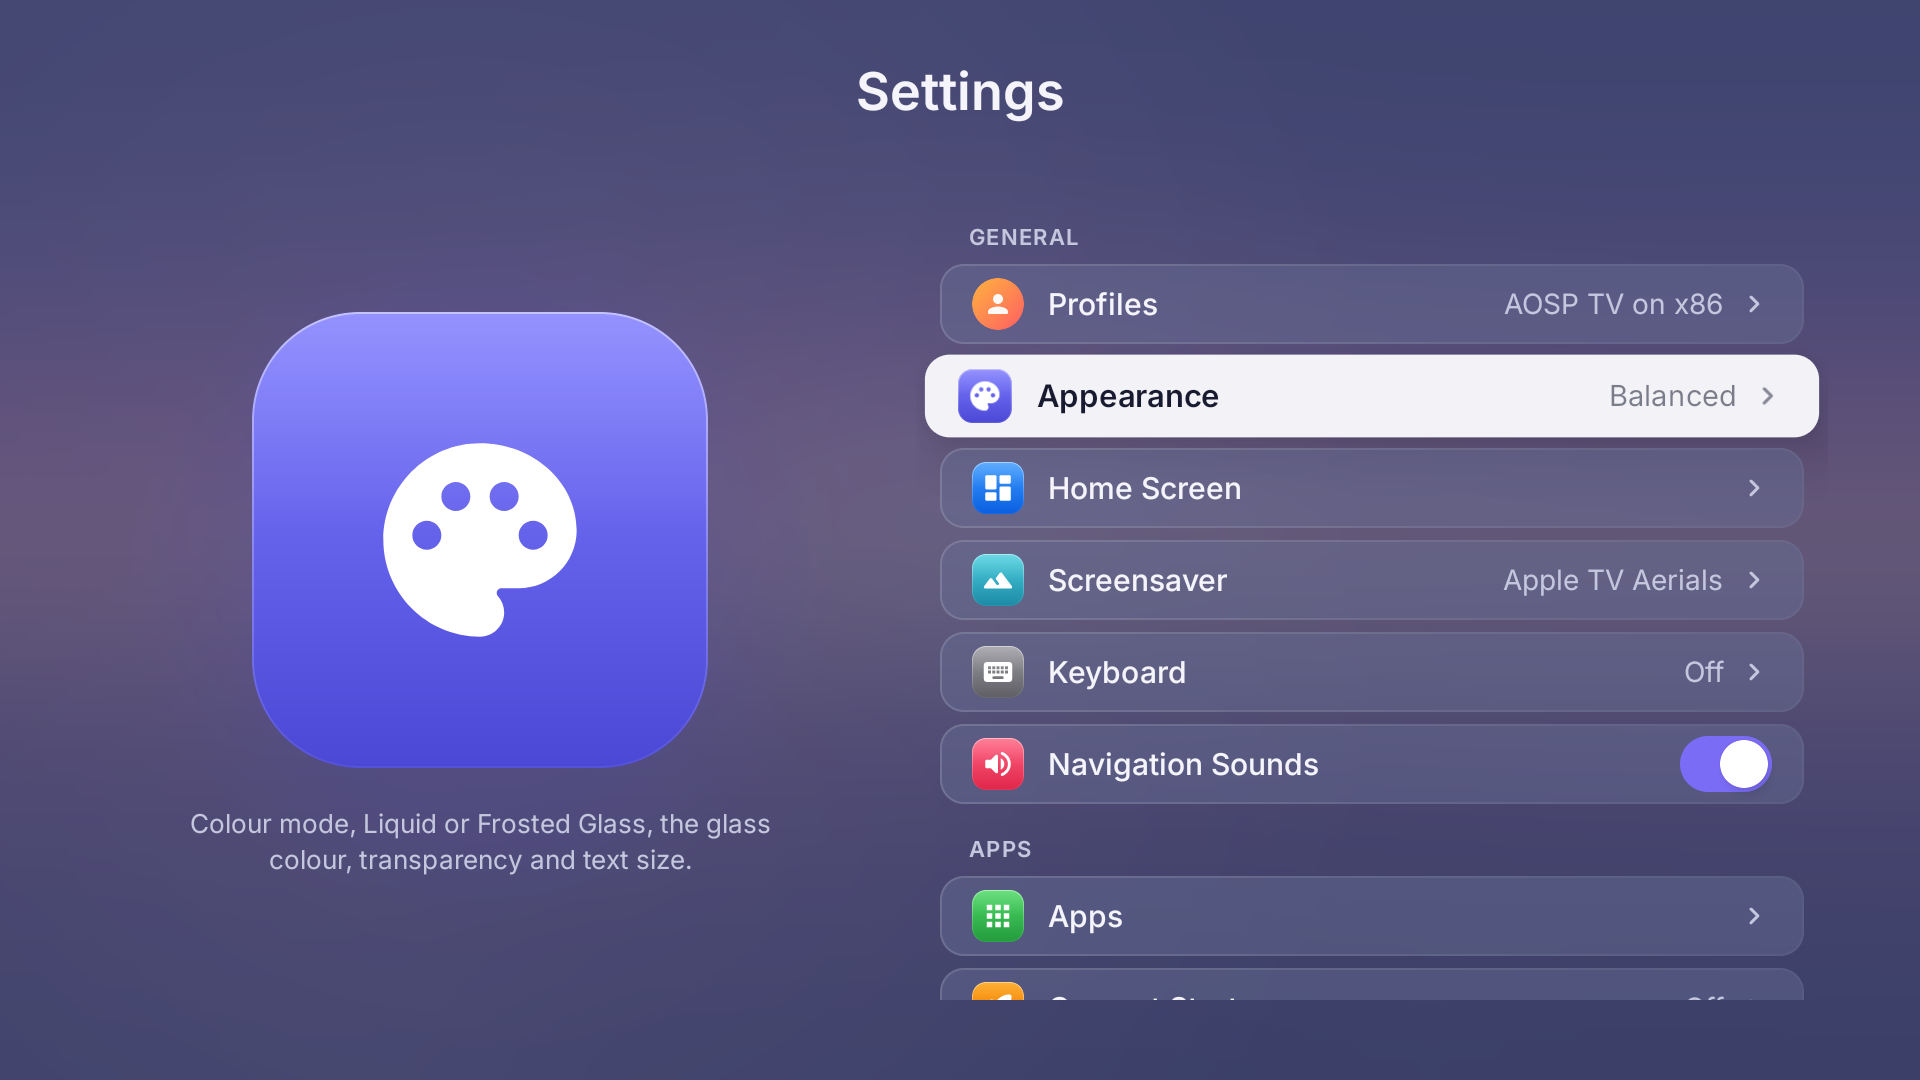 Settings
GENERAL
Profiles AOSP TV on x86
Appearance Balanced
Home Screen
Screensaver Apple TV Aerials
Keyboard Off
Navigation Sounds
Colour mode, Liquid or Frosted Glass, the glass
colour, transparency and text size.
APPS
Apps